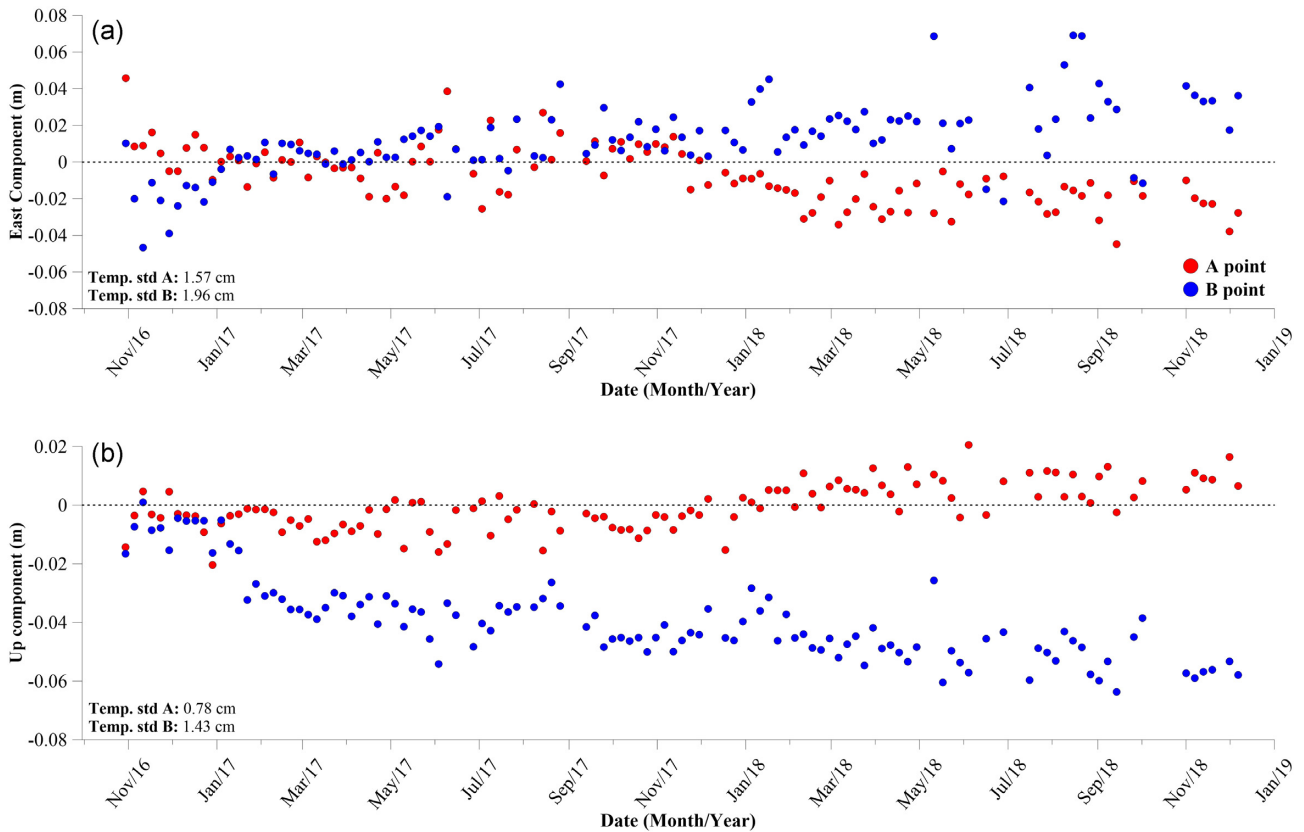 (a)
0.08
0.06
0.04
0.02
0
-0.02
-0.04
-0.06
-0.08
East Component (m)
Temp. std A: 1.57 cm
Temp. std B: 1.96 cm
A point
B point
Nov/16 Jan/17 Mar/17 May/17 Jul/17 Sep/17 Nov/17 Jan/18 Mar/18 May/18 Jul/18 Sep/18 Nov/18 Jan/19
Date (Month/Year)
(b)
0.02
0
-0.02
-0.04
-0.06
-0.08
Up component (m)
Temp. std A: 0.78 cm
Temp. std B: 1.43 cm
Nov/16 Jan/17 Mar/17 May/17 Jul/17 Sep/17 Nov/17 Jan/18 Mar/18 May/18 Jul/18 Sep/18 Nov/18 Jan/19
Date (Month/Year)